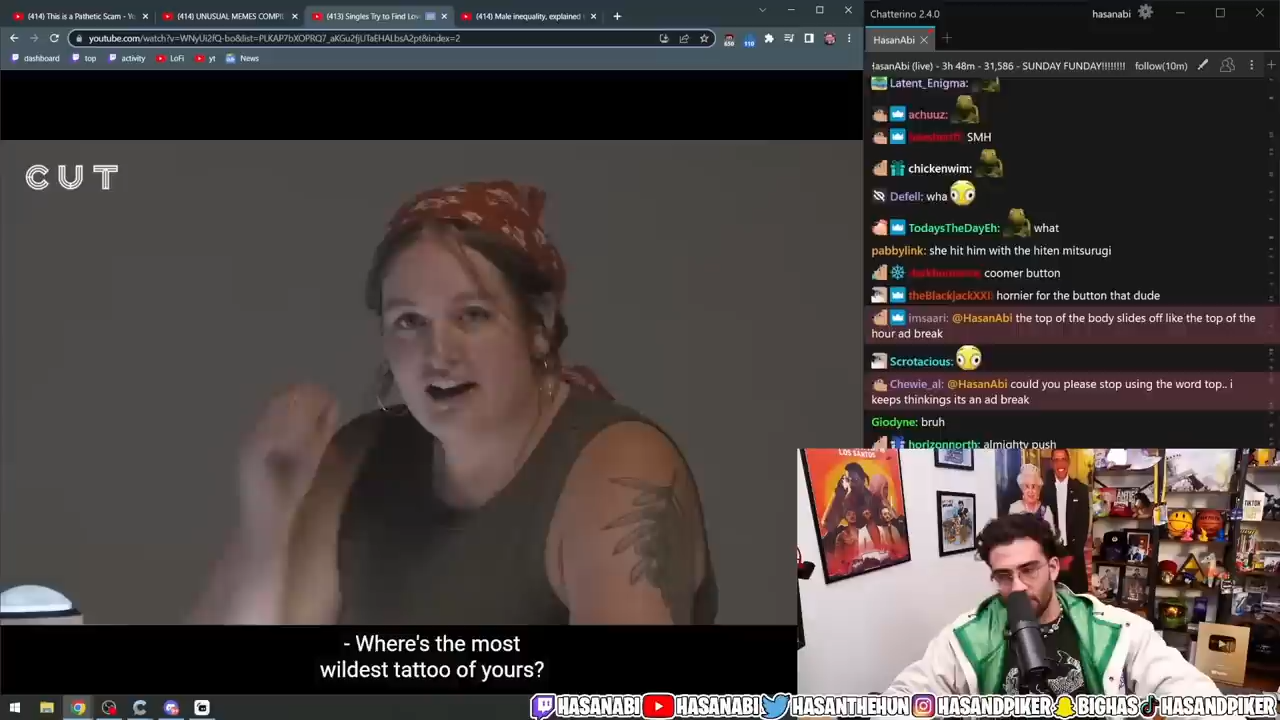 (414) This is a Pathetic Scam - Yo
(414) UNUSUAL MEMES COMPIL
(413) Singles Try to Find Lov
(414) Male inequality, explained
Chatterino 2.4.0
hasanabi
youtube.com/watch?v=WNyUi2fQ-bo&list=PLKAP7bXOPRQ7_aKGu2fjUTaEHALbsA2pt&index=2
HasanAbi
dashboard
top
activity
LoFi
yt
News
HasanAbi (live) - 3h 48m - 31,586 - SUNDAY FUNDAY!!!!!!!
follow(10m)
Latent_Enigma:
achuuz:
SMH
chickenwim:
Defell: wha
TodaysTheDayEh: what
pabbylink: she hit him with the hiten mitsurugi
coomer button
theBlackJackXXI: hornier for the button that dude
imsaari: @HasanAbi the top of the body slides off like the top of the
hour ad break
Scrotacious:
Chewie_al: @HasanAbi could you please stop using the word top.. i
keeps thinkings its an ad break
Giodyne: bruh
horizonnorth: almighty push
CUT
LOS SANTOS
ANTIE
TIKTOK
- Where's the most
wildest tattoo of yours?
HASANABI
HASANABI
HASANTHEHUN
HASANDPIKER
BIGHAS
HASANDPIKER